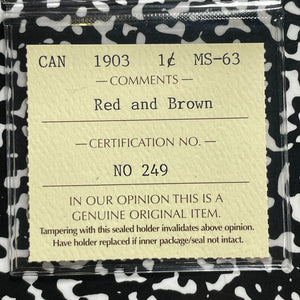 CAN 1903 1¢ MS-63
— COMMENTS —
Red and Brown
— CERTIFICATION NO. —
NO 249
IN OUR OPINION THIS IS A
GENUINE ORIGINAL ITEM.
Tampering with this sealed holder invalidates above opinion.
Have holder replaced if inner package/seal not intact.